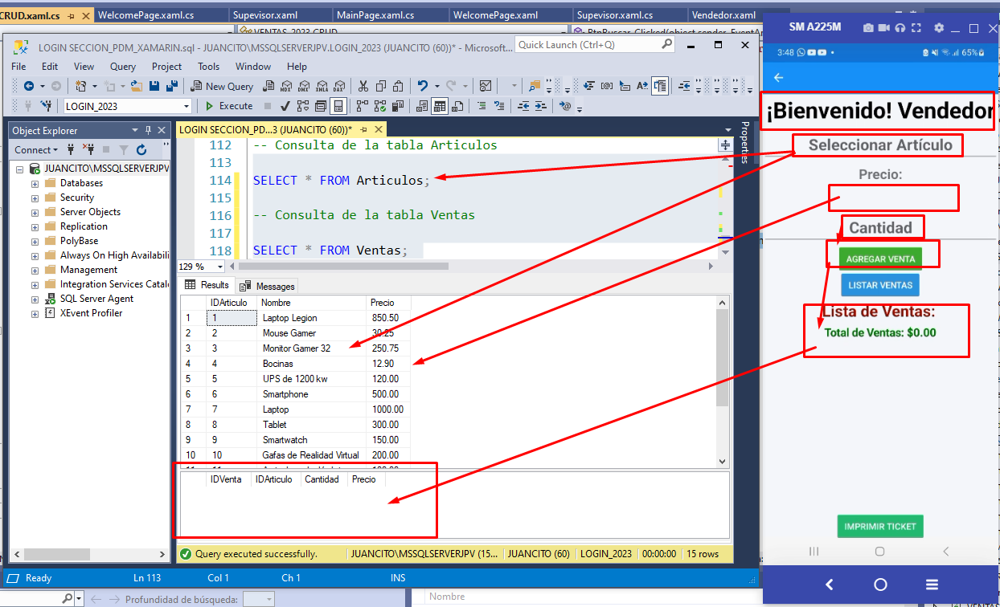 CRUD.xaml.cs
WelcomePage.xaml.cs
Supevisor.xaml
MainPage.xaml.cs
WelcomePage.xaml
Supevisor.xaml.cs
Vendedor.xaml
VENTAS_2023.CRUD
BtnBuscar_Clicked(object sender, EventAr
LOGIN SECCION_PDM_XAMARIN.sql - JUANCITO\MSSQLSERVERJPV.LOGIN_2023 (JUANCITO (60))* - Microsoft...
Quick Launch (Ctrl+Q)
File Edit View Query Project Tools Window Help
New Query
LOGIN_2023
Execute
Object Explorer
Connect
JUANCITO\MSSQLSERVERJPV
Databases
Security
Server Objects
Replication
PolyBase
Always On High Availabili
Management
Integration Services Catal
SQL Server Agent
XEvent Profiler
LOGIN SECCION_PD...3 (JUANCITO (60))*
Properties
112 -- Consulta de la tabla Articulos
113
114 SELECT * FROM Articulos;
115
116 -- Consulta de la tabla Ventas
117
118 SELECT * FROM Ventas;
129 %
Results Messages
IDArticulo Nombre Precio
1 1 Laptop Legion 850.50
2 2 Mouse Gamer 30.25
3 3 Monitor Gamer 32 250.75
4 4 Bocinas 12.90
5 5 UPS de 1200 kw 120.00
6 6 Smartphone 500.00
7 7 Laptop 1000.00
8 8 Tablet 300.00
9 9 Smartwatch 150.00
10 10 Gafas de Realidad Virtual 200.00
IDVenta IDArticulo Cantidad Precio
Query executed successfully.
JUANCITO\MSSQLSERVERJPV (15...
JUANCITO (60)
LOGIN_2023
00:00:00
15 rows
Ready
Ln 113
Col 1
Ch 1
INS
Profundidad de búsqueda:
Nombre
SM A225M
3:48
65%
¡Bienvenido! Vendedor
Seleccionar Artículo
Precio:
Cantidad
AGREGAR VENTA
LISTAR VENTAS
Lista de Ventas:
Total de Ventas: $0.00
IMPRIMIR TICKET